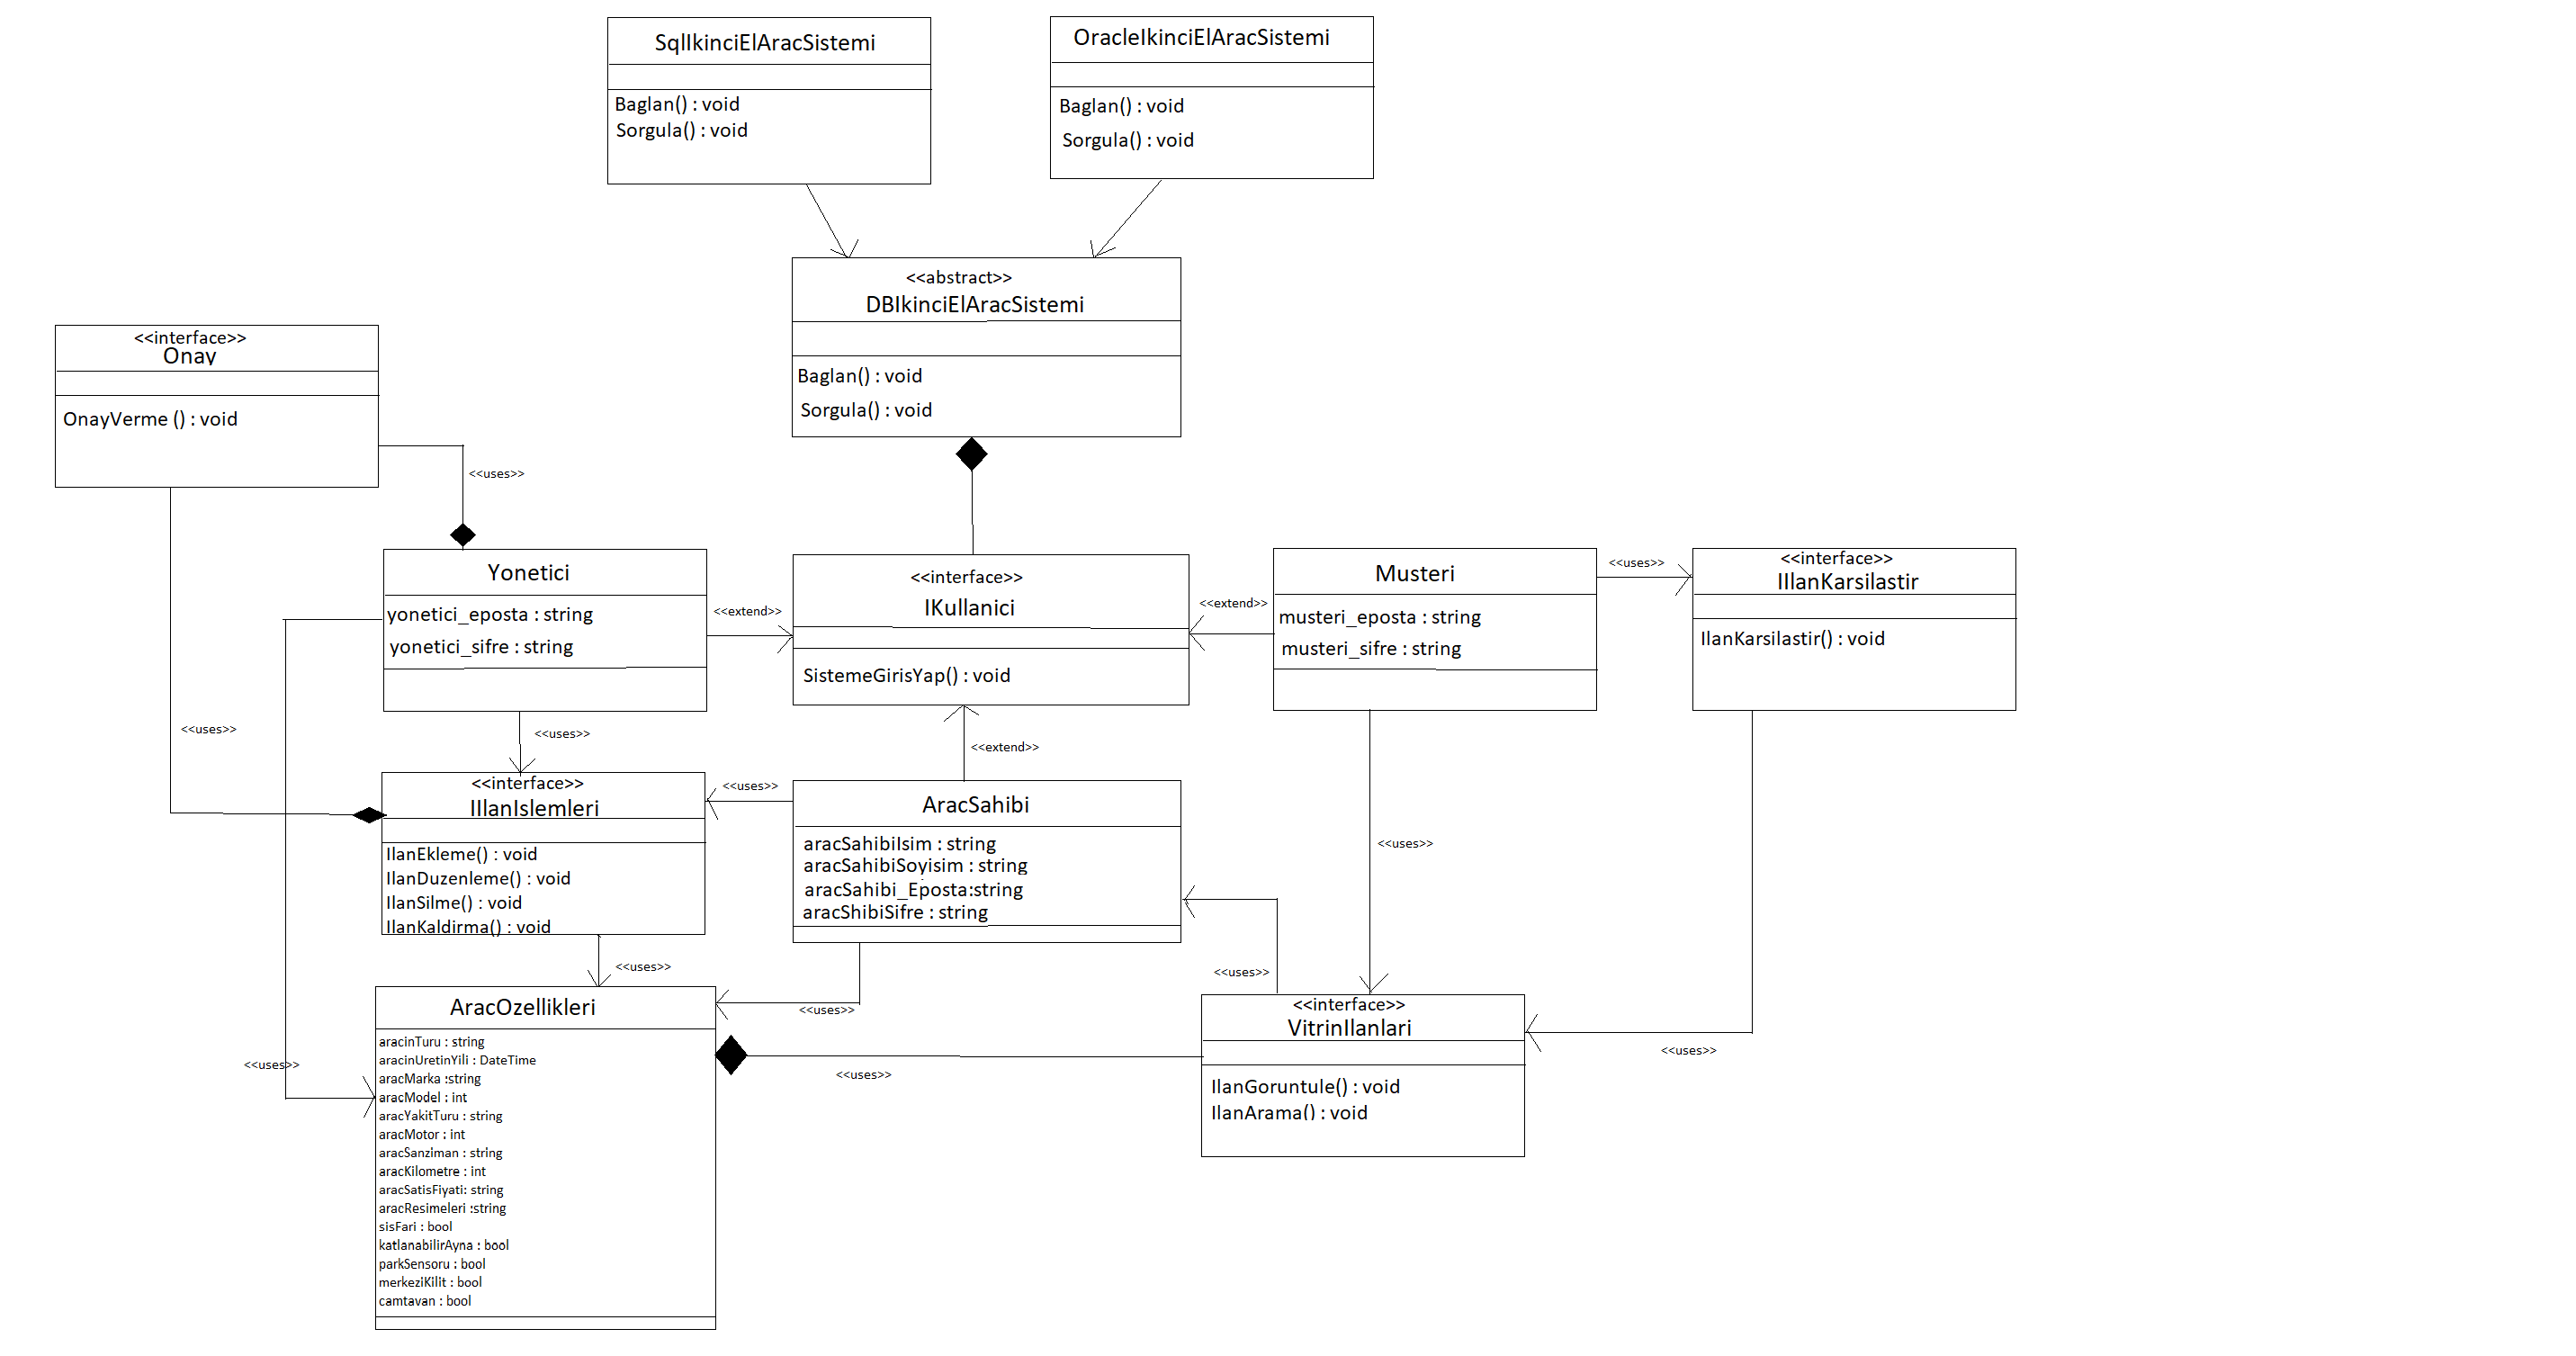 SqlIkinciElAracSistemi
Baglan() : void
Sorgula() : void
OracleIkinciElAracSistemi
Baglan() : void
Sorgula() : void
<<abstract>>
DBIkinciElAracSistemi
Baglan() : void
Sorgula() : void
<<interface>>
Onay
OnayVerme () : void
<<uses>>
<<uses>>
Yonetici
yonetici_eposta : string
yonetici_sifre : string
<<extend>>
<<interface>>
IKullanici
SistemeGirisYap() : void
<<extend>>
Musteri
musteri_eposta : string
musteri_sifre : string
<<uses>>
<<interface>>
IIlanKarsilastir
IlanKarsilastir() : void
<<uses>>
<<extend>>
<<interface>>
IIlanIslemleri
IlanEkleme() : void
IlanDuzenleme() : void
IlanSilme() : void
IlanKaldirma() : void
<<uses>>
AracSahibi
aracSahibiIsim : string
aracSahibiSoyisim : string
aracSahibi_Eposta:string
aracShibiSifre : string
<<uses>>
<<uses>>
<<uses>>
<<uses>>
<<uses>>
AracOzellikleri
aracinTuru : string
aracinUretinYili : DateTime
aracMarka :string
aracModel : int
aracYakitTuru : string
aracMotor : int
aracSanziman : string
aracKilometre : int
aracSatisFiyati: string
aracResimeleri :string
sisFari : bool
katlanabilirAyna : bool
parkSensoru : bool
merkeziKilit : bool
camtavan : bool
<<uses>>
<<interface>>
VitrinIlanlari
IlanGoruntule() : void
IlanArama() : void
<<uses>>